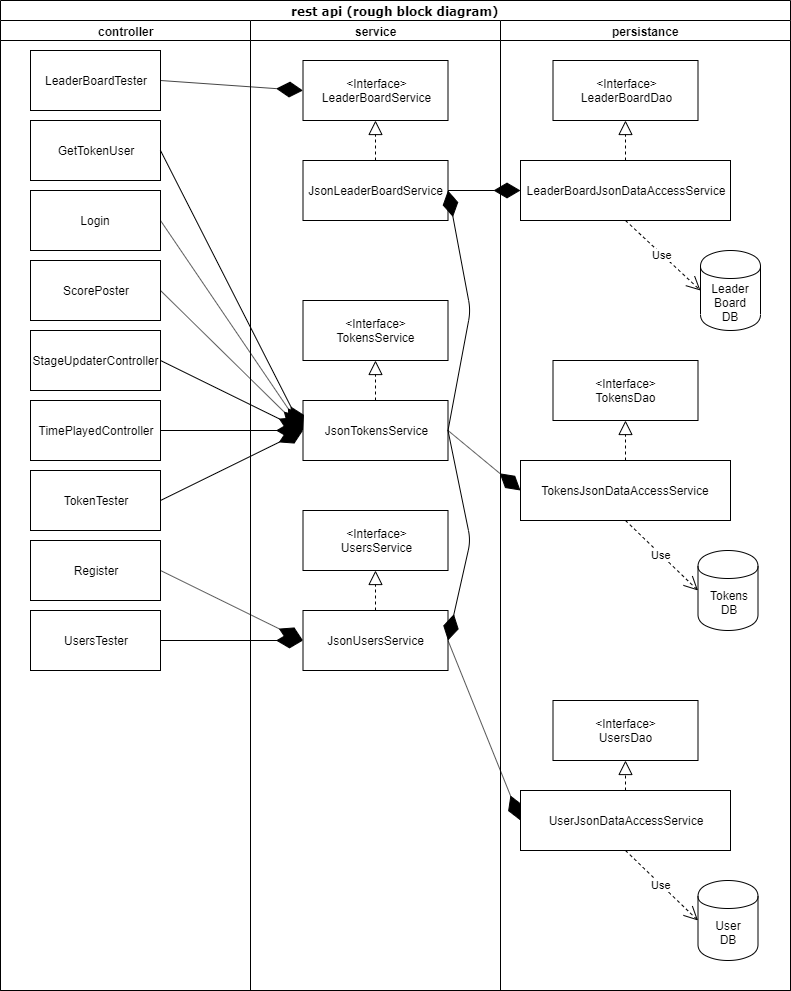 rest api (rough block diagram)
controller
service
persistance
LeaderBoardTester
GetTokenUser
Login
ScorePoster
StageUpdaterController
TimePlayedController
TokenTester
Register
UsersTester
<Interface>
LeaderBoardService
JsonLeaderBoardService
<Interface>
TokensService
JsonTokensService
<Interface>
UsersService
JsonUsersService
<Interface>
LeaderBoardDao
LeaderBoardJsonDataAccessService
Use
Leader
Board
DB
<Interface>
TokensDao
TokensJsonDataAccessService
Use
Tokens
DB
<Interface>
UsersDao
UserJsonDataAccessService
Use
User
DB